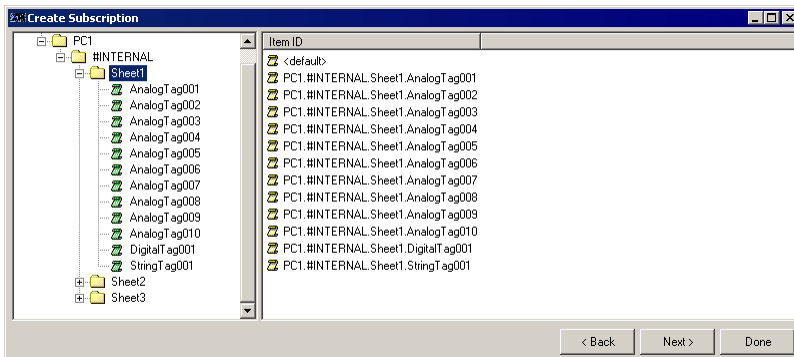 Create Subscription
PC1
#INTERNAL
Sheet1
AnalogTag001
AnalogTag002
AnalogTag003
AnalogTag004
AnalogTag005
AnalogTag006
AnalogTag007
AnalogTag008
AnalogTag009
AnalogTag010
DigitalTag001
StringTag001
Sheet2
Sheet3
Item ID
<default>
PC1.#INTERNAL.Sheet1.AnalogTag001
PC1.#INTERNAL.Sheet1.AnalogTag002
PC1.#INTERNAL.Sheet1.AnalogTag003
PC1.#INTERNAL.Sheet1.AnalogTag004
PC1.#INTERNAL.Sheet1.AnalogTag005
PC1.#INTERNAL.Sheet1.AnalogTag006
PC1.#INTERNAL.Sheet1.AnalogTag007
PC1.#INTERNAL.Sheet1.AnalogTag008
PC1.#INTERNAL.Sheet1.AnalogTag009
PC1.#INTERNAL.Sheet1.AnalogTag010
PC1.#INTERNAL.Sheet1.DigitalTag001
PC1.#INTERNAL.Sheet1.StringTag001
< Back Next > Done